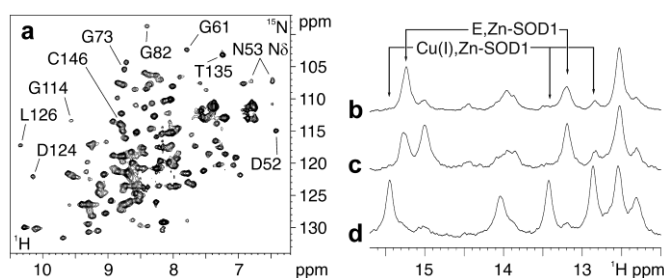 a
15N
ppm
G73
G61
C146
G82
N53 Nδ
T135
G114
L126
D124
D52
105
110
115
120
125
130
1H
10 9 8 7 ppm
E,Zn-SOD1
Cu(I),Zn-SOD1
b
c
d
15 14 13 1H ppm